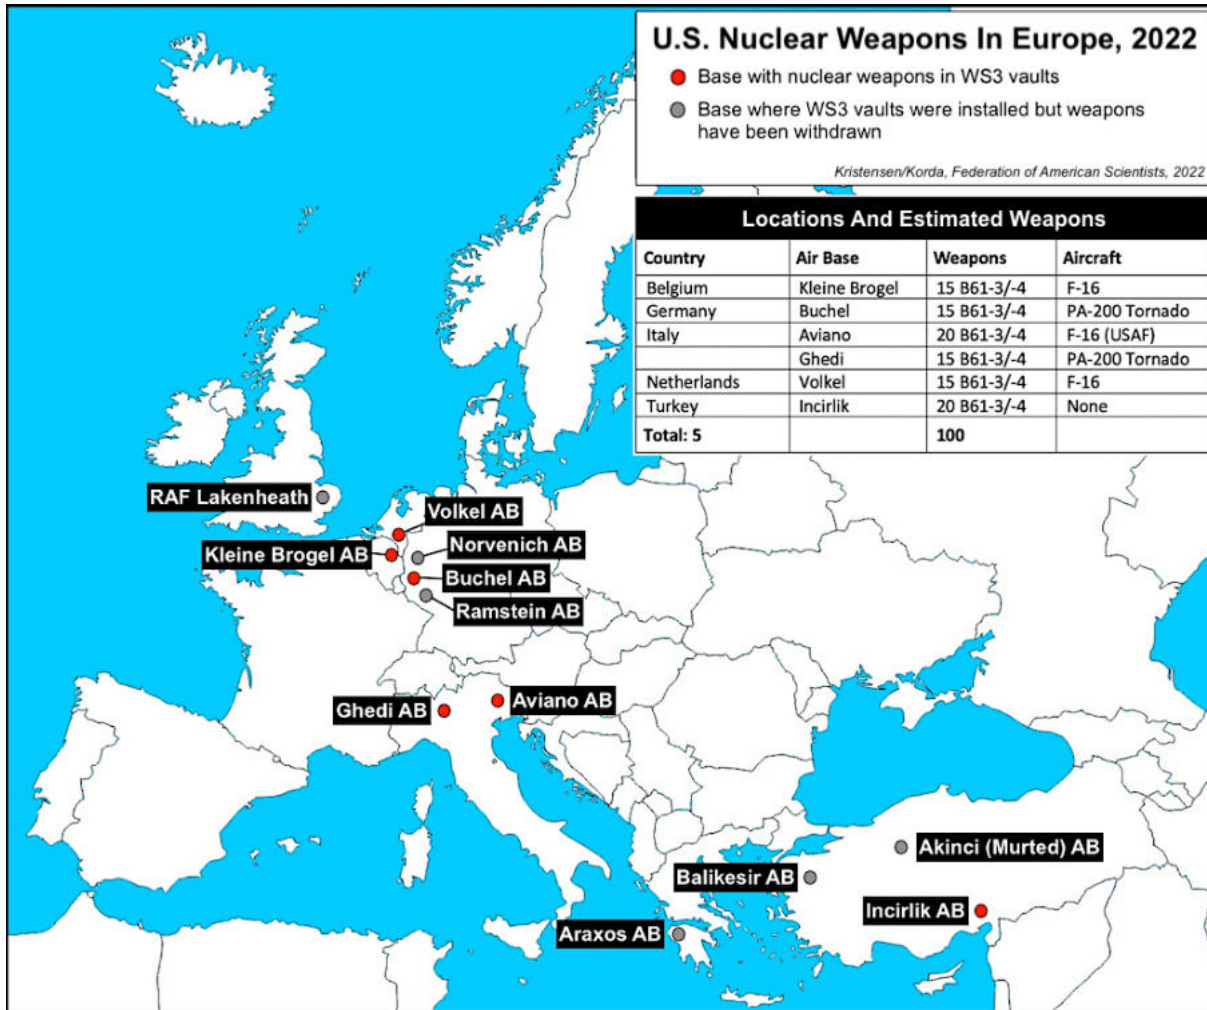 U.S. Nuclear Weapons In Europe, 2022
Base with nuclear weapons in WS3 vaults
Base where WS3 vaults were installed but weapons
have been withdrawn
Kristensen/Korda, Federation of American Scientists, 2022
Locations And Estimated Weapons
Country Air Base Weapons Aircraft
Belgium Kleine Brogel 15 B61-3/-4 F-16
Germany Buchel 15 B61-3/-4 PA-200 Tornado
Italy Aviano 20 B61-3/-4 F-16 (USAF)
Ghedi 15 B61-3/-4 PA-200 Tornado
Netherlands Volkel 15 B61-3/-4 F-16
Turkey Incirlik 20 B61-3/-4 None
Total: 5 100
RAF Lakenheath
Volkel AB
Kleine Brogel AB
Norvenich AB
Buchel AB
Ramstein AB
Ghedi AB
Aviano AB
Akinci (Murted) AB
Balikesir AB
Incirlik AB
Araxos AB